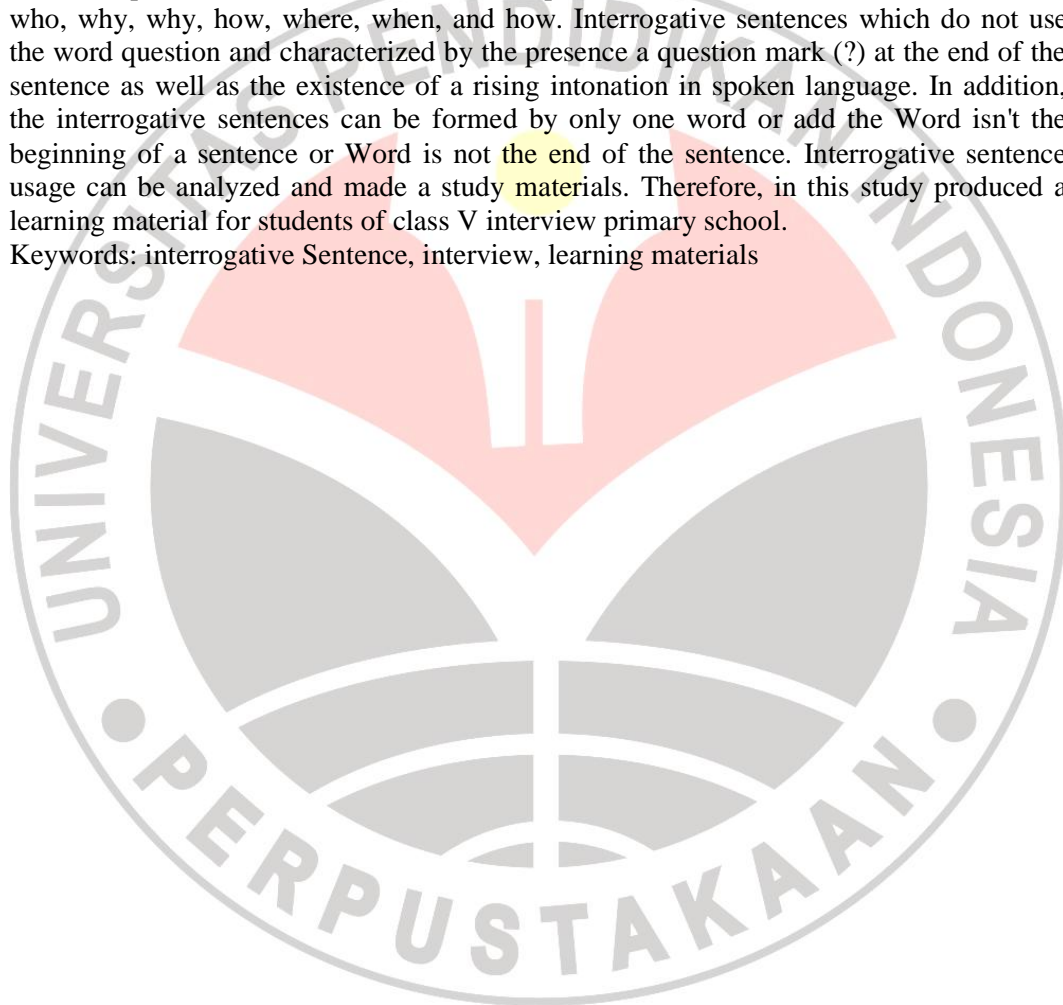 who, why, why, how, where, when, and how. Interrogative sentences which do not use
the word question and characterized by the presence a question mark (?) at the end of the
sentence as well as the existence of a rising intonation in spoken language. In addition,
the interrogative sentences can be formed by only one word or add the Word isn't the
beginning of a sentence or Word is not the end of the sentence. Interrogative sentence
usage can be analyzed and made a study materials. Therefore, in this study produced a
learning material for students of class V interview primary school.
Keywords: interrogative Sentence, interview, learning materials
UNIVERSITAS PENDIDIKAN INDONESIA
PERPUSTAKAAN